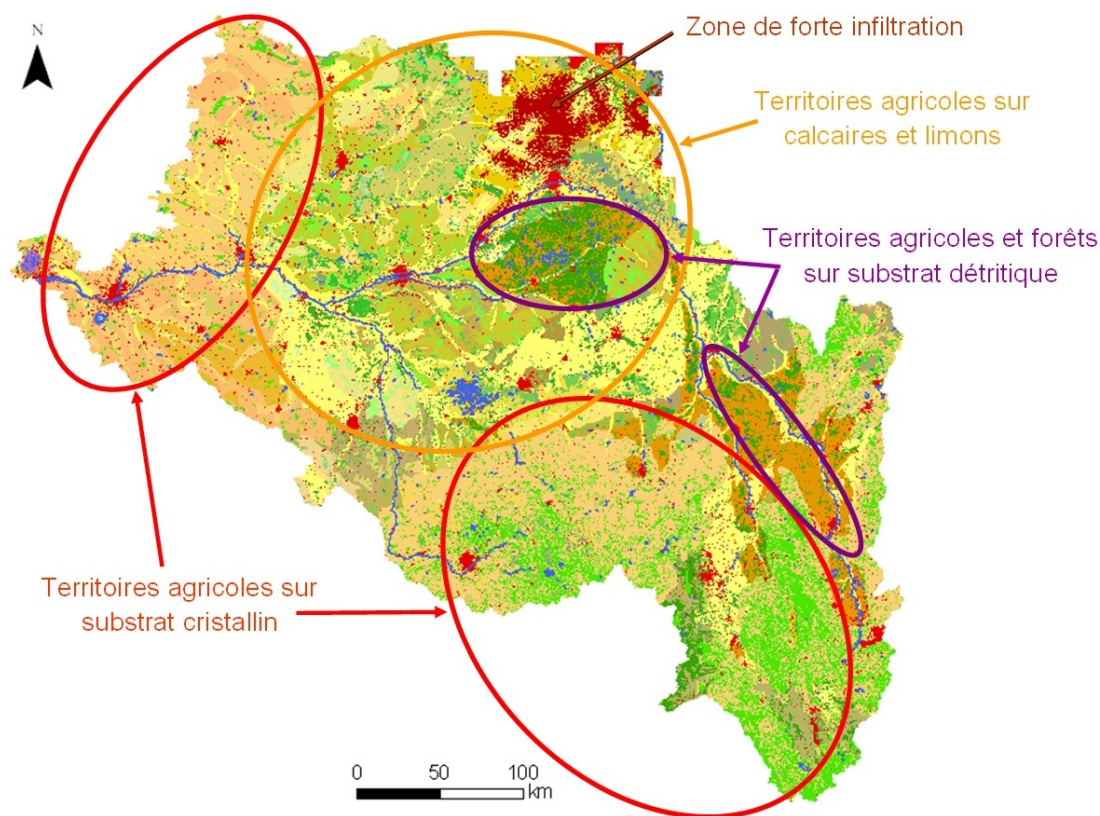 N
Zone de forte infiltration
Territoires agricoles sur
calcaires et limons
Territoires agricoles et forêts
sur substrat détritique
Territoires agricoles sur
substrat cristallin
0 50 100
km